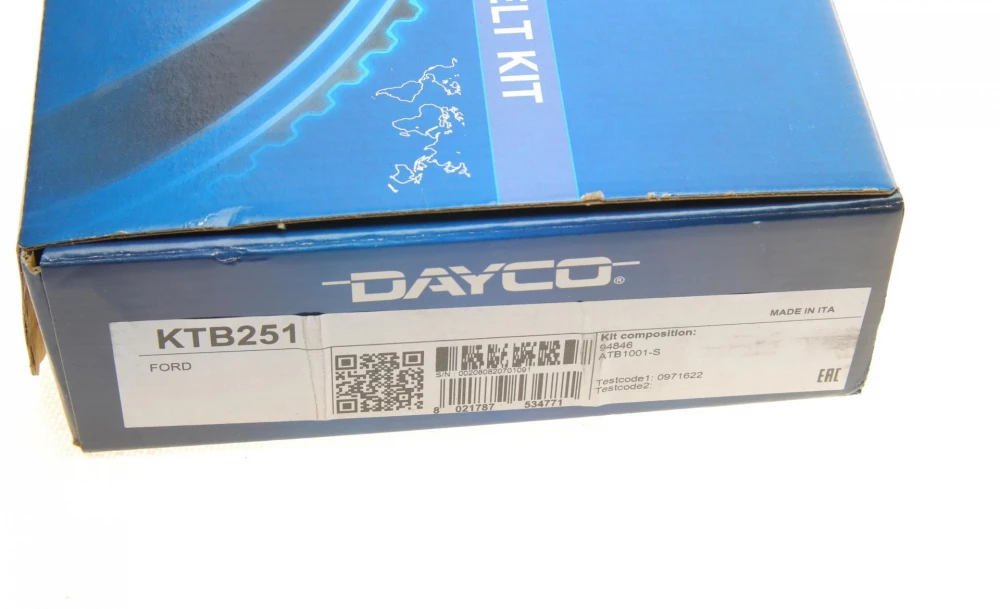 ELT KIT
DAYCO®
KTB251
FORD
S/N 002080820701091
8 021787 534771
MADE IN ITA
Kit composition:
94846
ATB1001-S
Testcode1: 0971622
Testcode2:
EAC